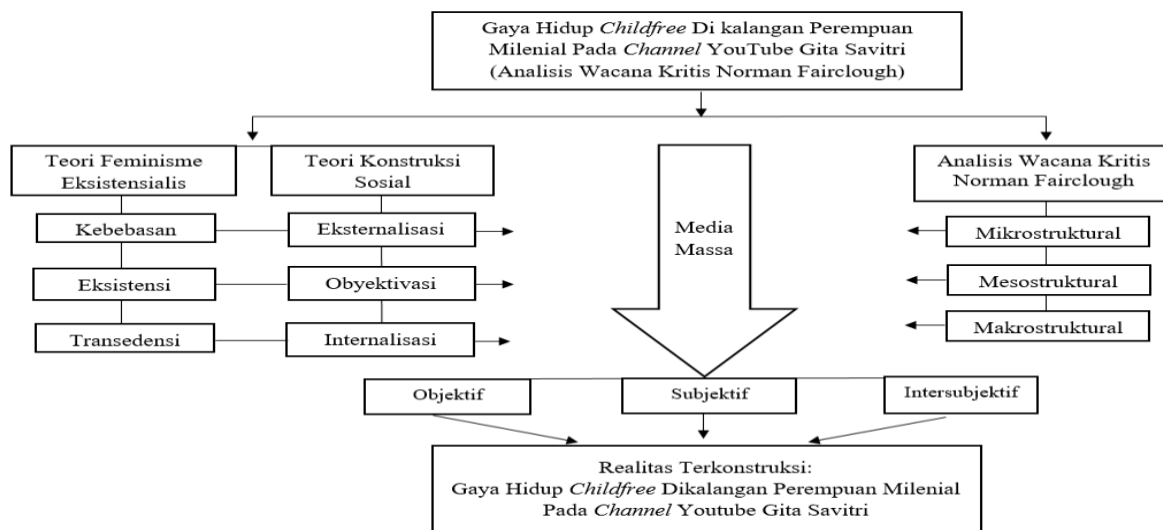 Gaya Hidup Childfree Di kalangan Perempuan
Milenial Pada Channel YouTube Gita Savitri
(Analisis Wacana Kritis Norman Fairclough)
Teori Feminisme
Eksistensialis
Teori Konstruksi
Sosial
Analisis Wacana Kritis
Norman Fairclough
Kebebasan
Eksternalisasi
Media
Massa
Mikrostruktural
Eksistensi
Obyektivasi
Mesostruktural
Transedensi
Internalisasi
Makrostruktural
Objektif
Subjektif
Intersubjektif
Realitas Terkonstruksi:
Gaya Hidup Childfree Dikalangan Perempuan Milenial
Pada Channel Youtube Gita Savitri